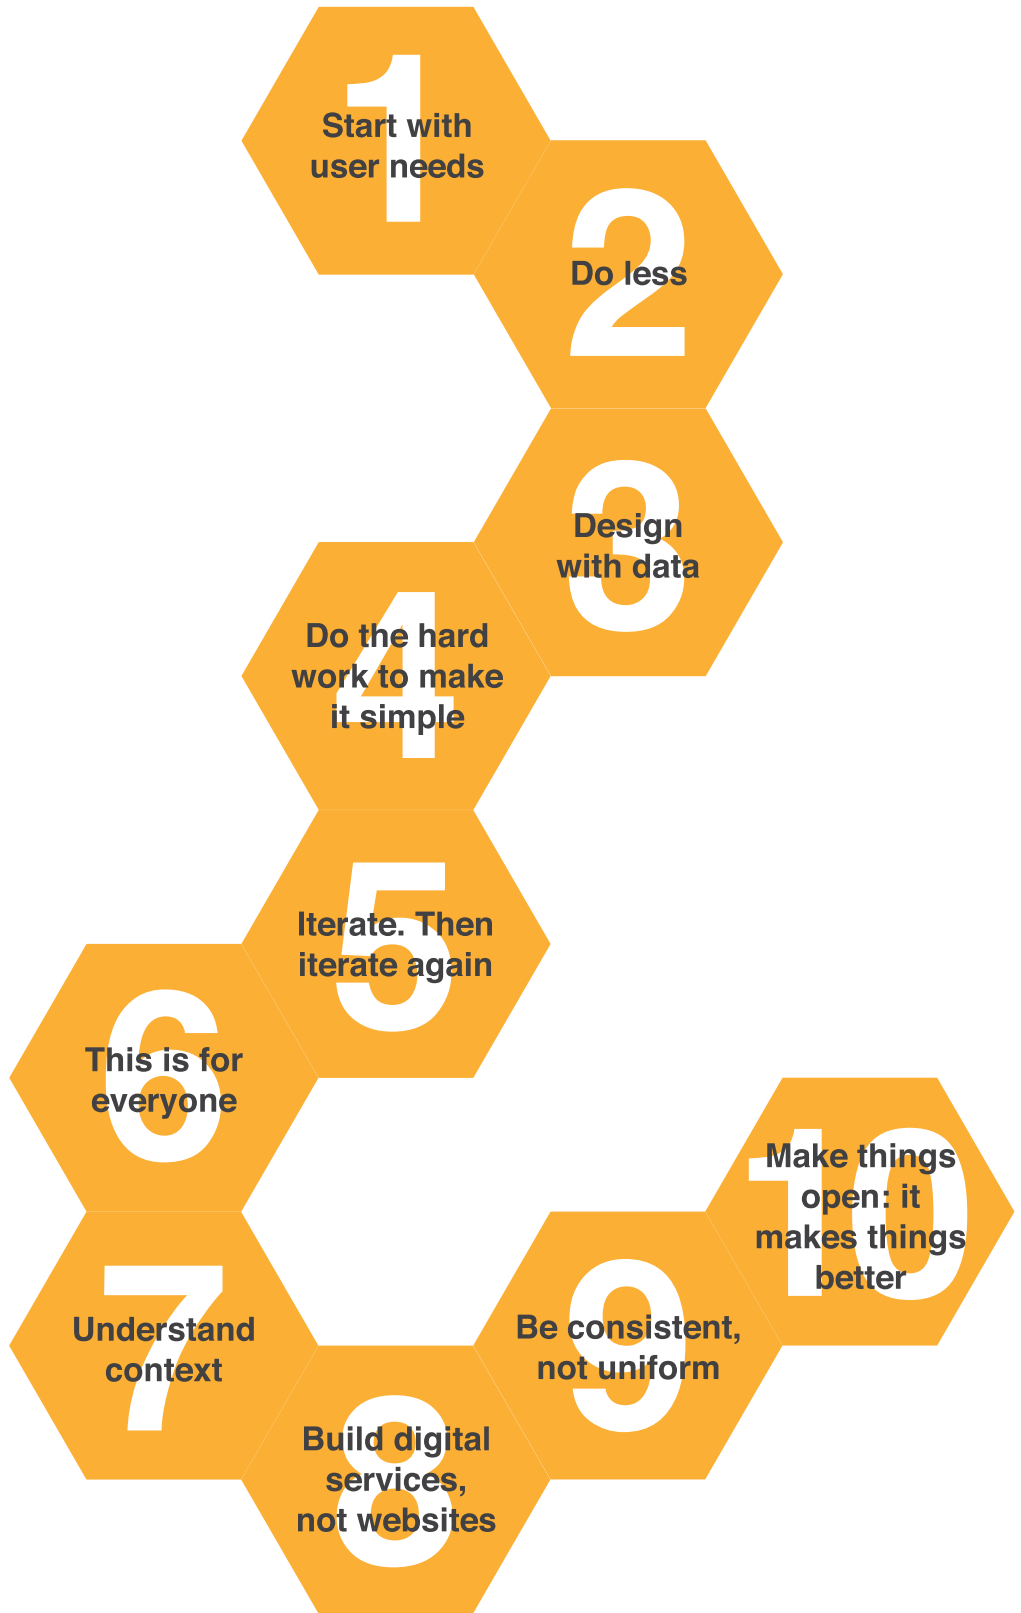 1
Start with
user needs
2
Do less
3
Design
with data
4
Do the hard
work to make
it simple
5
Iterate. Then
iterate again
6
This is for
everyone
7
Understand
context
8
Build digital
services,
not websites
9
Be consistent,
not uniform
10
Make things
open: it
makes things
better